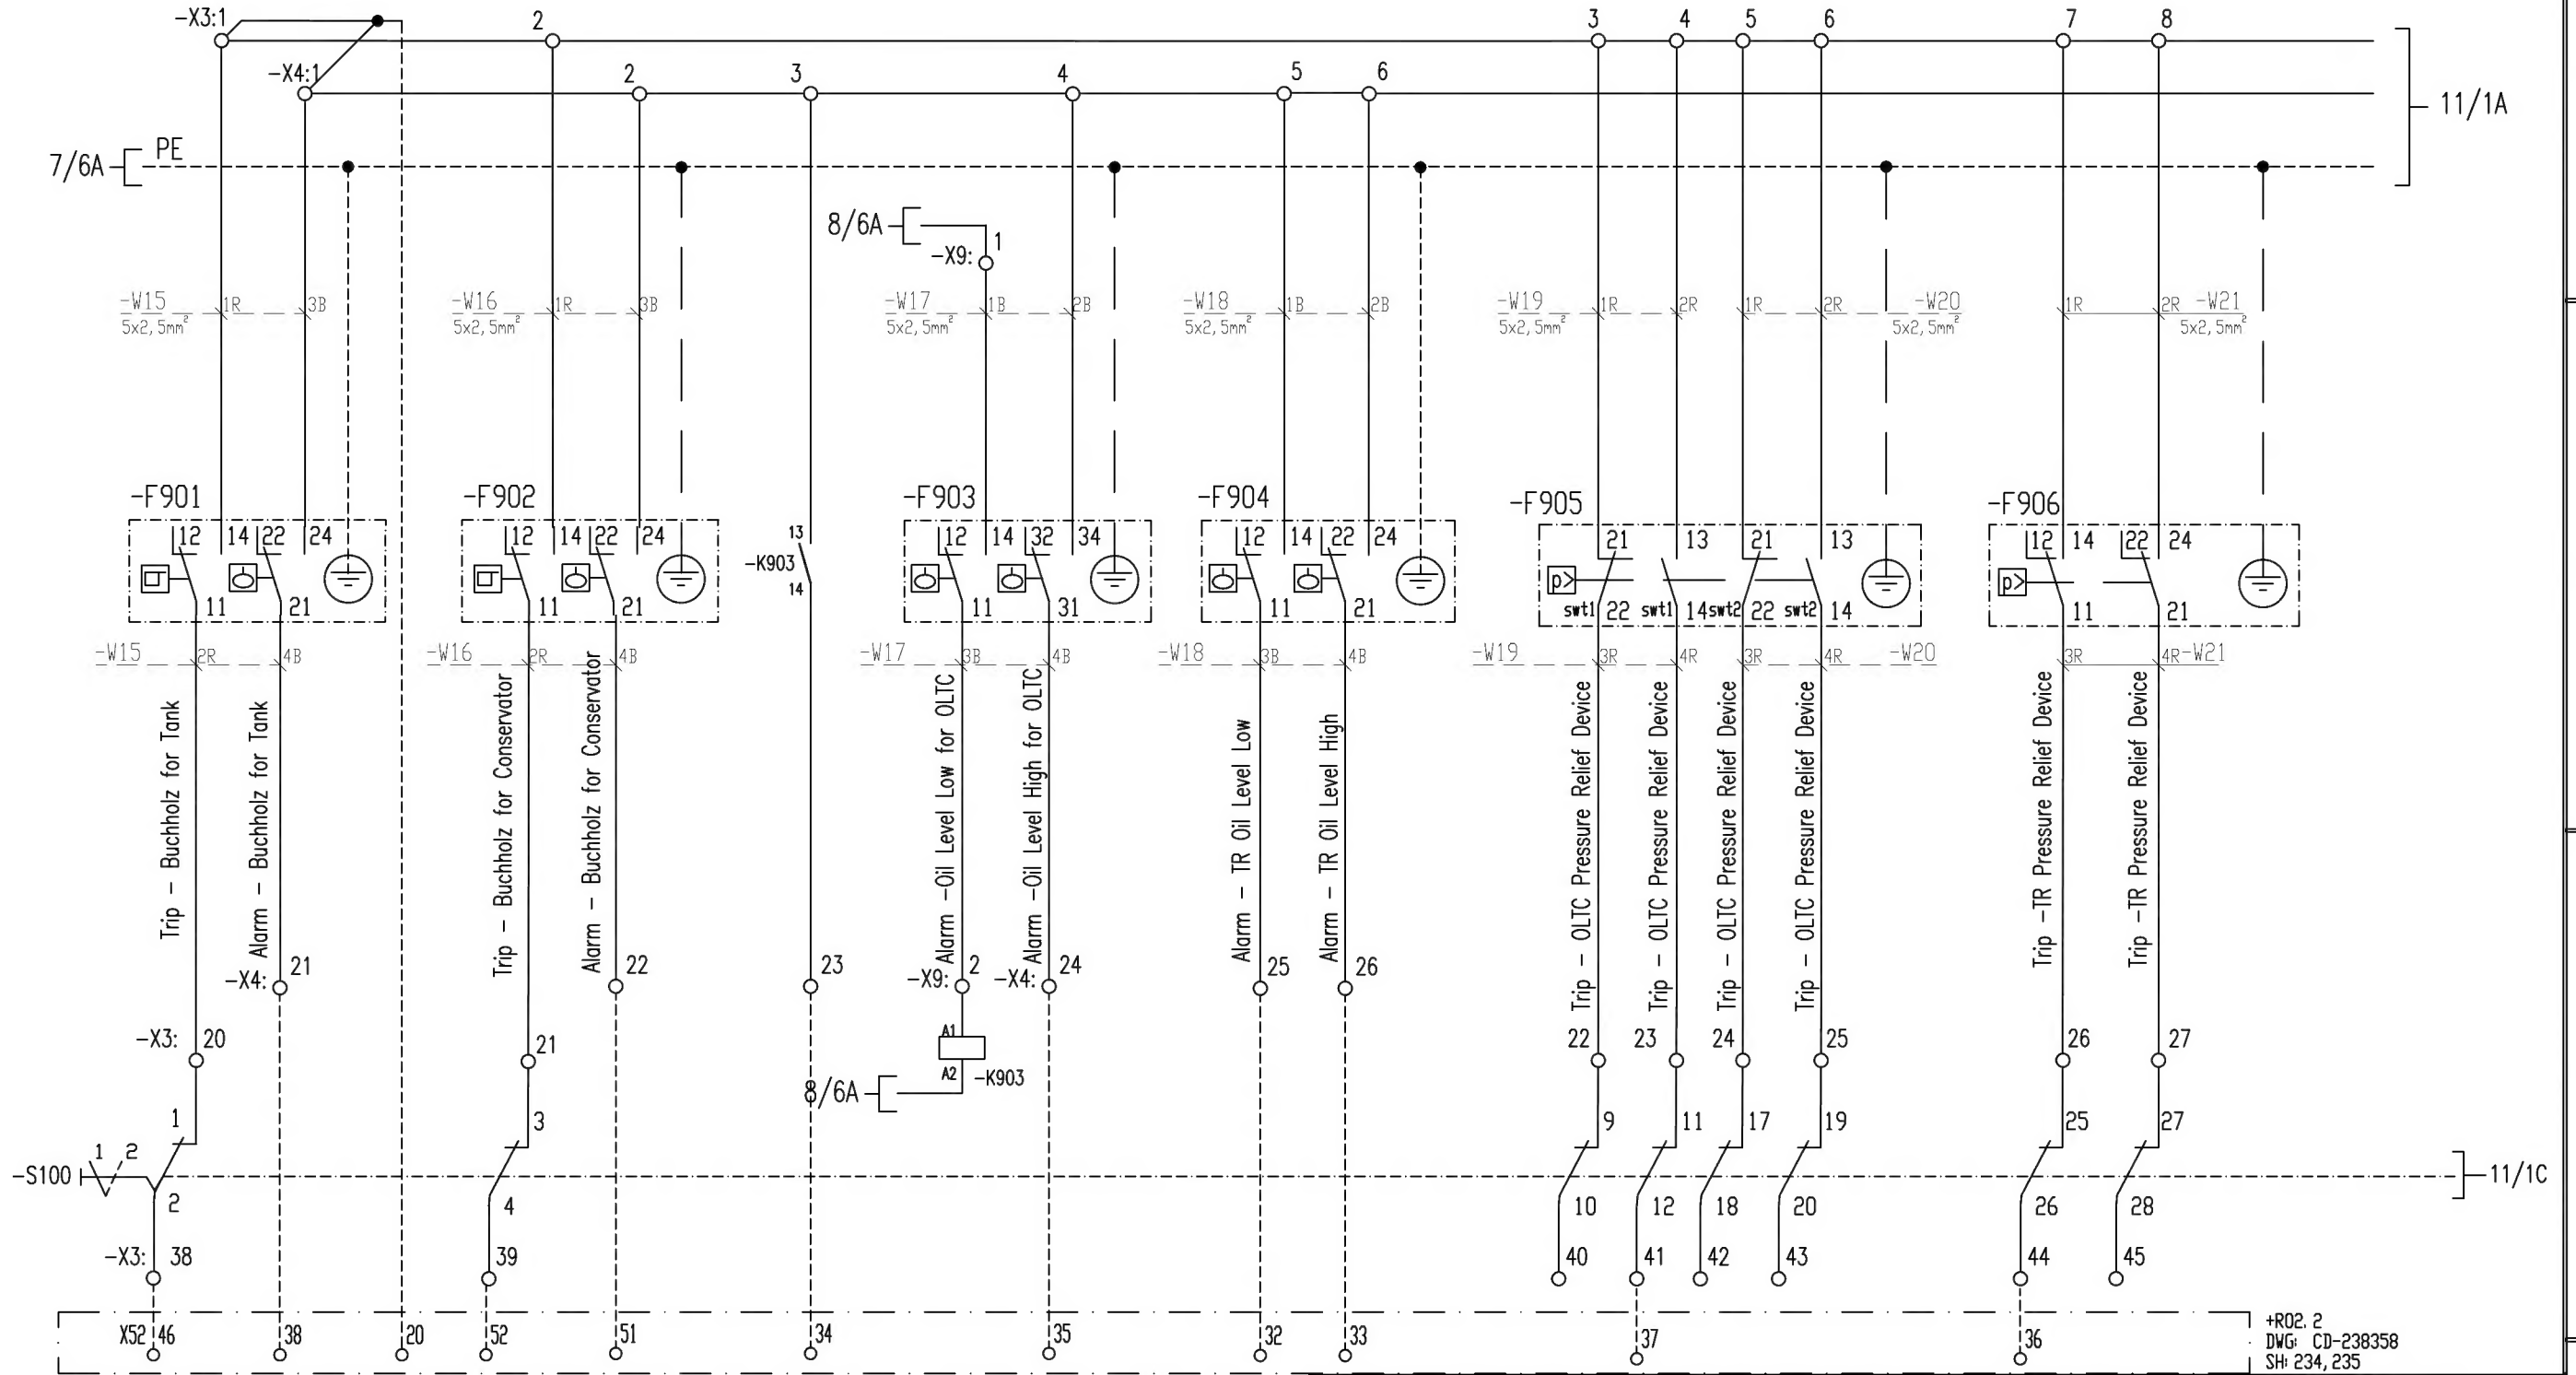 -X3:1 2 3 4 5 6 7 8
-X4:1 2 3 4 5 6
11/1A
7/6A PE
8/6A
1
-X9:
-W15 1R 3B -W16 1R 3B -W17 1B 2B -W18 1B 2B -W19 1R 2R 1R 2R -W20 1R 2R -W21
5x2,5mm² 5x2,5mm² 5x2,5mm² 5x2,5mm² 5x2,5mm² 5x2,5mm² 5x2,5mm²
-F901 -F902 -F903 -F904 -F905 -F906
12 14 22 24 12 14 22 24 13 12 14 32 34 12 14 22 24 21 13 21 13 12 14 22 24
-K903
14
p> p>
11 21 11 21 11 31 11 21 swt1 22 swt1 14 swt2 22 swt2 14 11 21
-W15 2R 4B -W16 2R 4B -W17 3B 4B -W18 3B 4B -W19 3R 4R 3R 4R -W20 3R 4R -W21
Trip - Buchholz for Tank
Alarm - Buchholz for Tank
Trip - Buchholz for Conservator
Alarm - Buchholz for Conservator
Alarm -Oil Level Low for OLTC
Alarm -Oil Level High for OLTC
Alarm - TR Oil Level Low
Alarm - TR Oil Level High
Trip - OLTC Pressure Relief Device
Trip - OLTC Pressure Relief Device
Trip - OLTC Pressure Relief Device
Trip - OLTC Pressure Relief Device
Trip -TR Pressure Relief Device
Trip -TR Pressure Relief Device
-X4: 21 22 23 -X9: 2 -X4: 24 25 26
-X3: 20 21 22 23 24 25 26 27
A1
A2 -K903
8/6A
1 3 9 11 17 19 25 27
-S100 1 2 11/1C
2 4 10 12 18 20 26 28
-X3: 38 39 40 41 42 43 44 45
X52 46 38 20 52 51 34 35 32 33 37 36
+R02.2
DWG: CD-238358
SH: 234,235